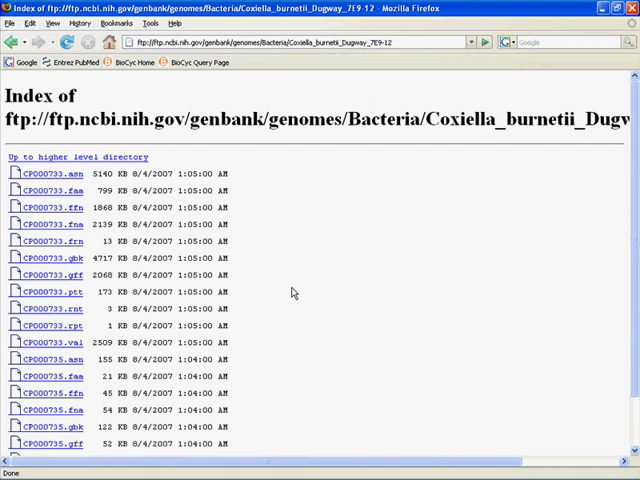 Index of ftp://ftp.ncbi.nih.gov/genbank/genomes/Bacteria/Coxiella_burnetii_Dugway_7E9-12 - Mozilla Firefox
File Edit View History Bookmarks Tools Help
ftp://ftp.ncbi.nih.gov/genbank/genomes/Bacteria/Coxiella_burnetii_Dugway_7E9-12 Google
Google Entrez PubMed BioCyc Home BioCyc Query Page
Index of
ftp://ftp.ncbi.nih.gov/genbank/genomes/Bacteria/Coxiella_burnetii_Dugw
Up to higher level directory
CP000733.asn 5140 KB 8/4/2007 1:05:00 AM
CP000733.faa 799 KB 8/4/2007 1:05:00 AM
CP000733.ffn 1868 KB 8/4/2007 1:05:00 AM
CP000733.fna 2139 KB 8/4/2007 1:05:00 AM
CP000733.frn 13 KB 8/4/2007 1:05:00 AM
CP000733.gbk 4717 KB 8/4/2007 1:05:00 AM
CP000733.gff 2068 KB 8/4/2007 1:05:00 AM
CP000733.ptt 173 KB 8/4/2007 1:05:00 AM
CP000733.rnt 3 KB 8/4/2007 1:05:00 AM
CP000733.rpt 1 KB 8/4/2007 1:05:00 AM
CP000733.val 2509 KB 8/4/2007 1:05:00 AM
CP000735.asn 155 KB 8/4/2007 1:04:00 AM
CP000735.faa 21 KB 8/4/2007 1:04:00 AM
CP000735.ffn 45 KB 8/4/2007 1:04:00 AM
CP000735.fna 54 KB 8/4/2007 1:04:00 AM
CP000735.gbk 122 KB 8/4/2007 1:04:00 AM
CP000735.gff 52 KB 8/4/2007 1:04:00 AM
Done